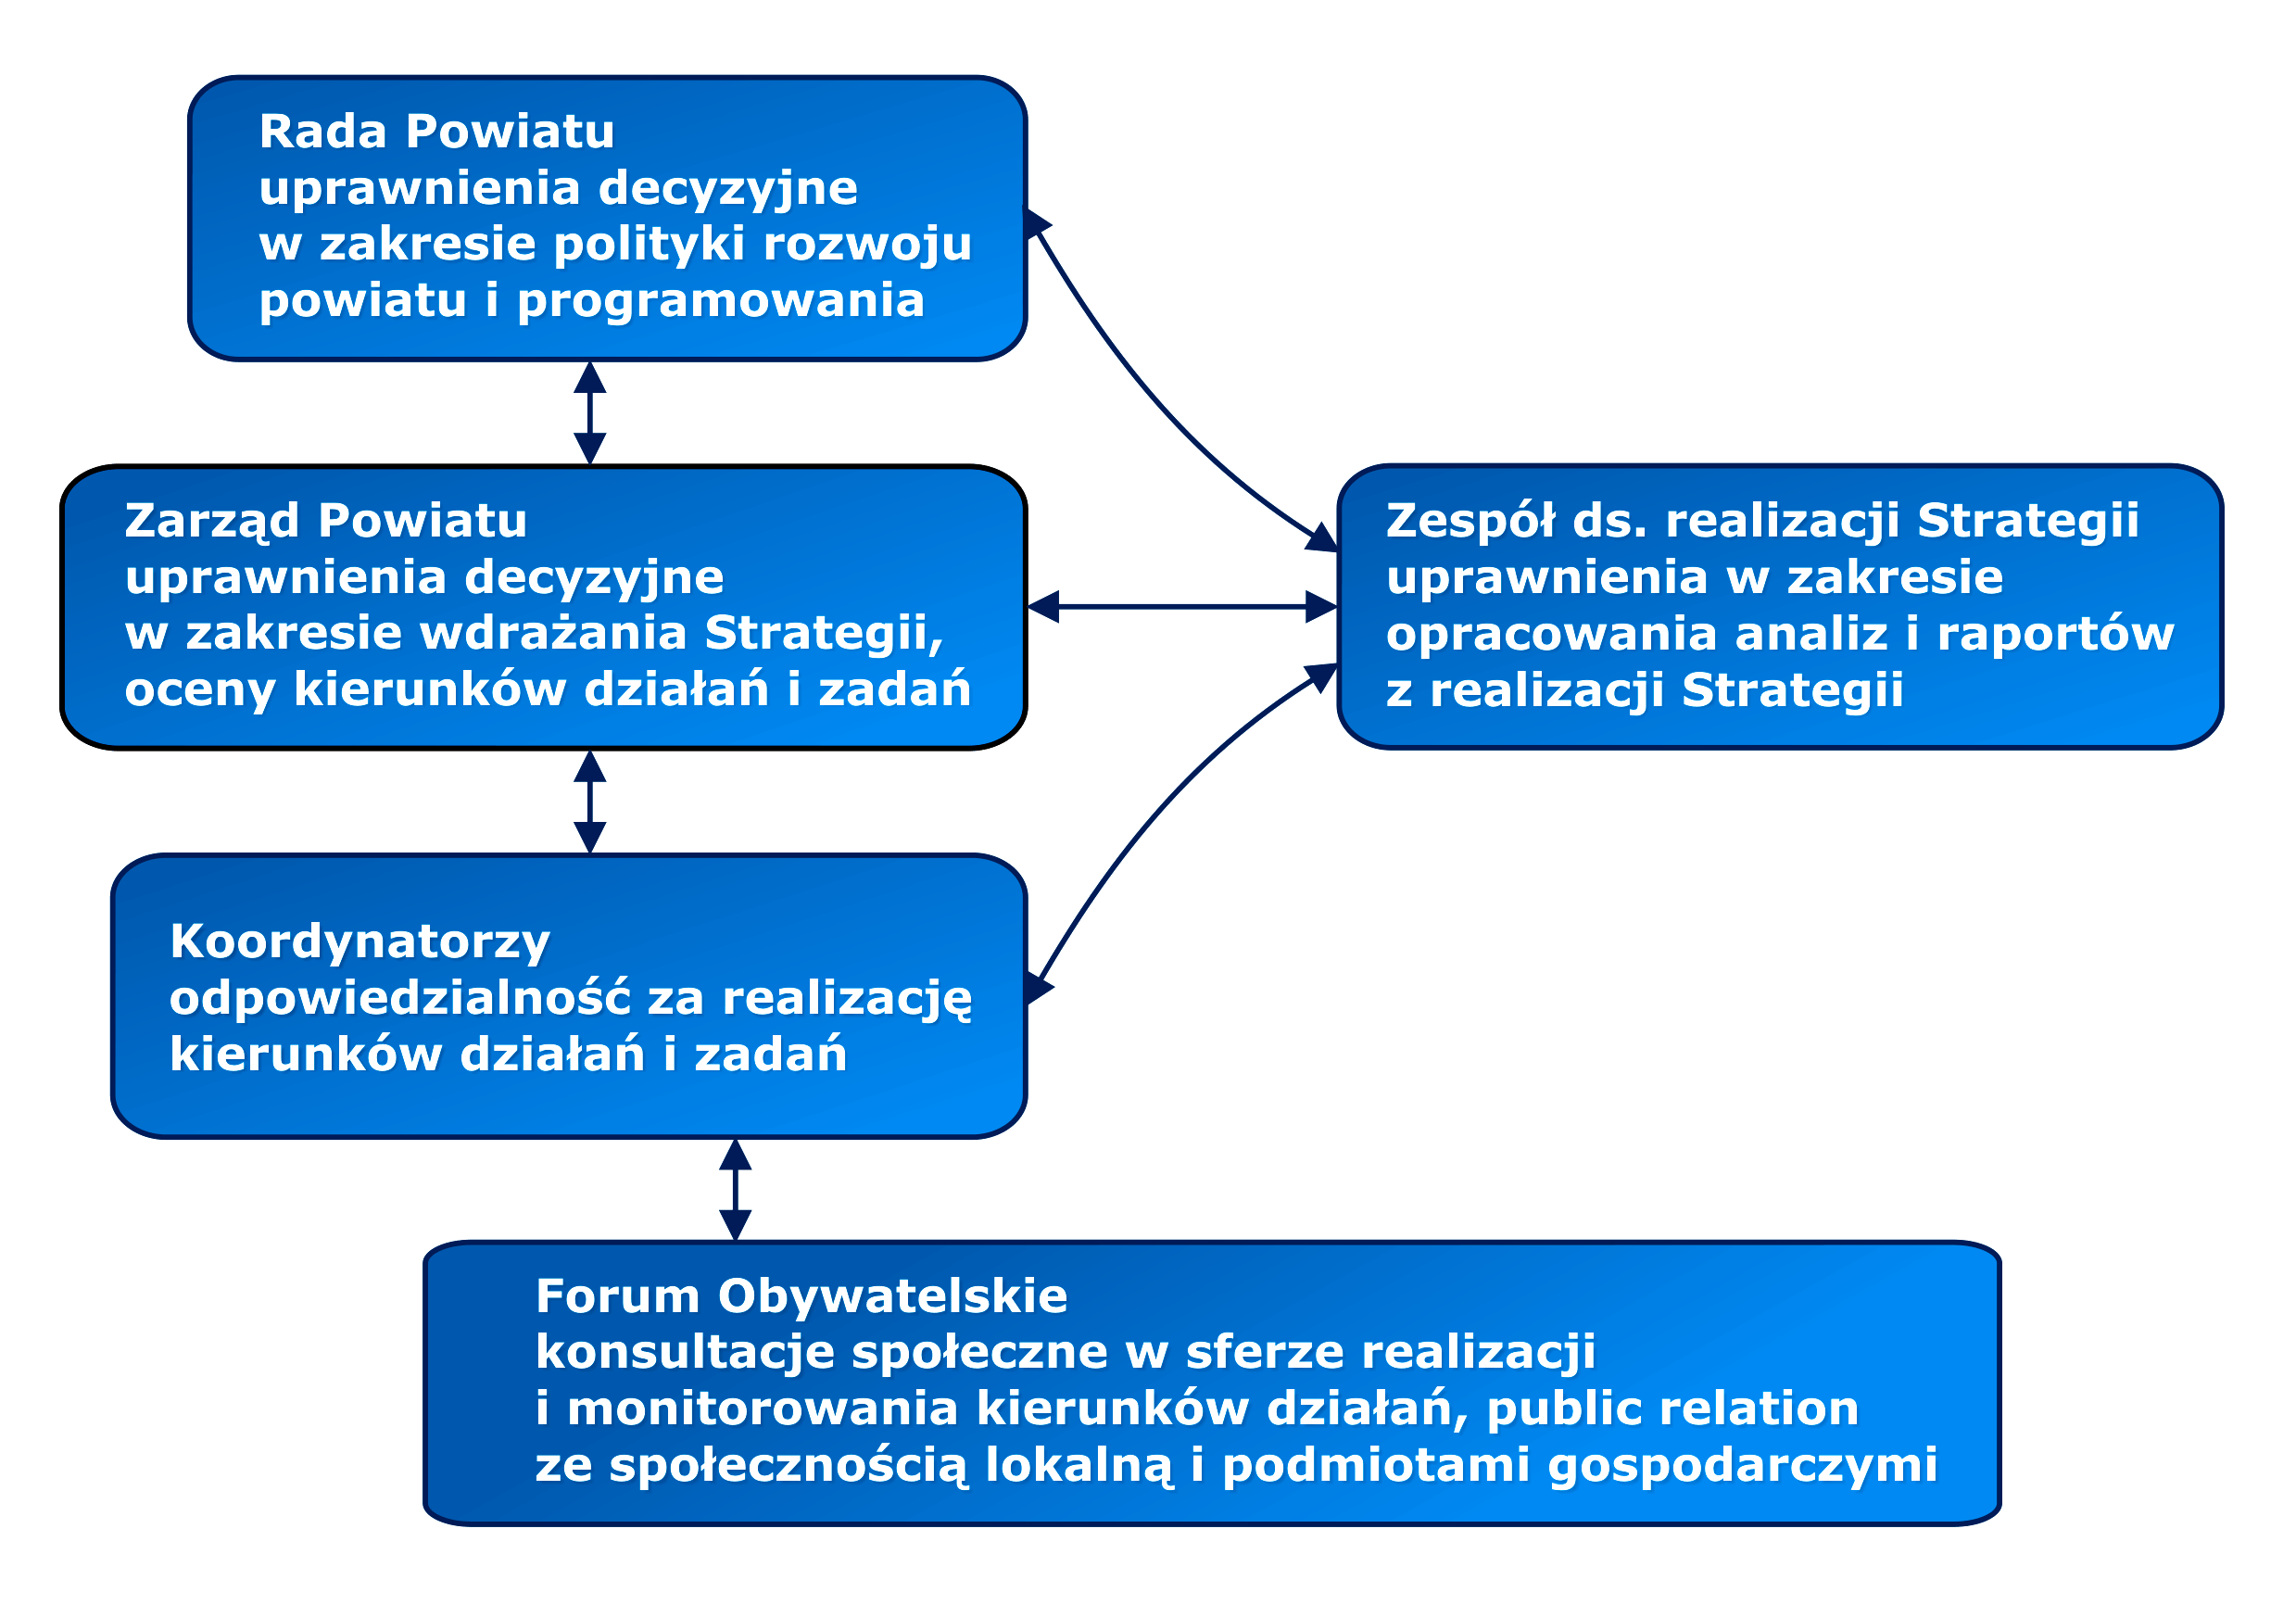 Rada Powiatu
uprawnienia decyzyjne
w zakresie polityki rozwoju
powiatu i programowania
Zarząd Powiatu
uprawnienia decyzyjne
w zakresie wdrażania Strategii,
oceny kierunków działań i zadań
Zespół ds. realizacji Strategii
uprawnienia w zakresie
opracowania analiz i raportów
z realizacji Strategii
Koordynatorzy
odpowiedzialność za realizację
kierunków działań i zadań
Forum Obywatelskie
konsultacje społeczne w sferze realizacji
i monitorowania kierunków działań, public relation
ze społecznością lokalną i podmiotami gospodarczymi